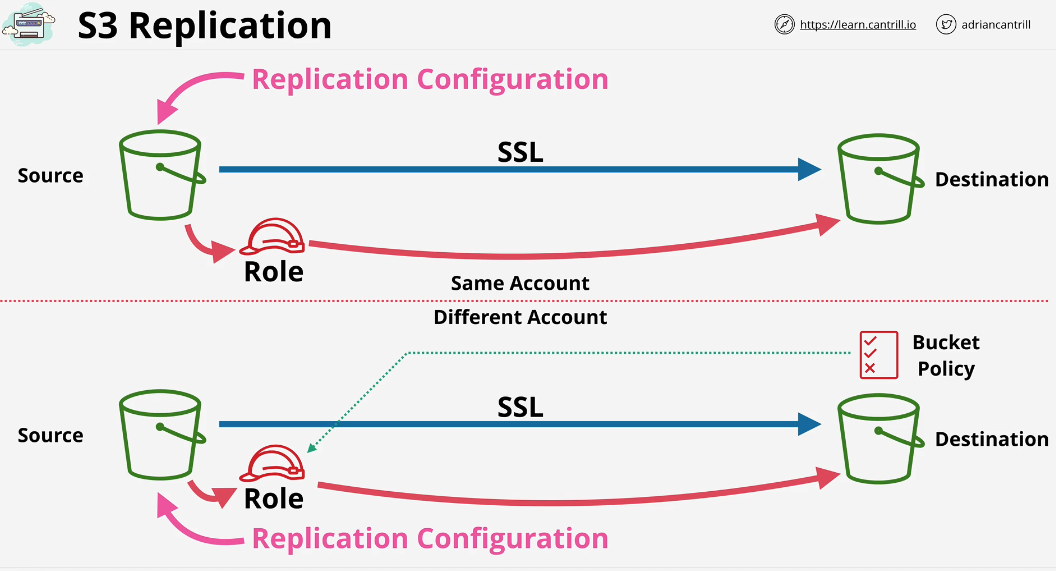 S3 Replication
https://learn.cantrill.io
adriancantrill
Replication Configuration
SSL
Source
Destination
Role
Same Account
Different Account
Bucket
Policy
SSL
Source
Destination
Role
Replication Configuration